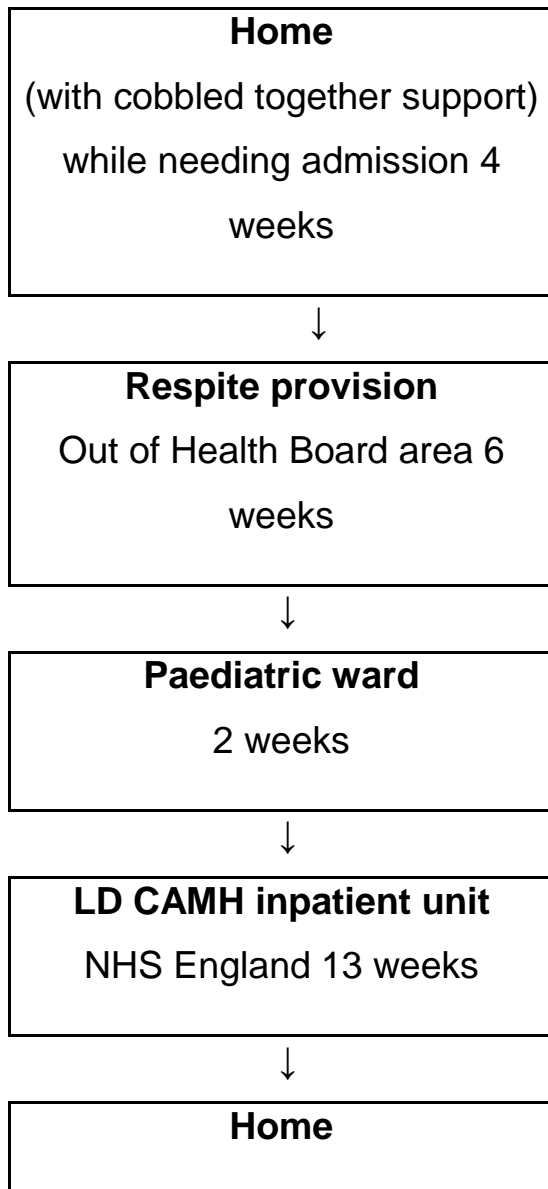 Home
(with cobbled together support)
while needing admission 4
weeks
↓
Respite provision
Out of Health Board area 6
weeks
↓
Paediatric ward
2 weeks
↓
LD CAMH inpatient unit
NHS England 13 weeks
↓
Home